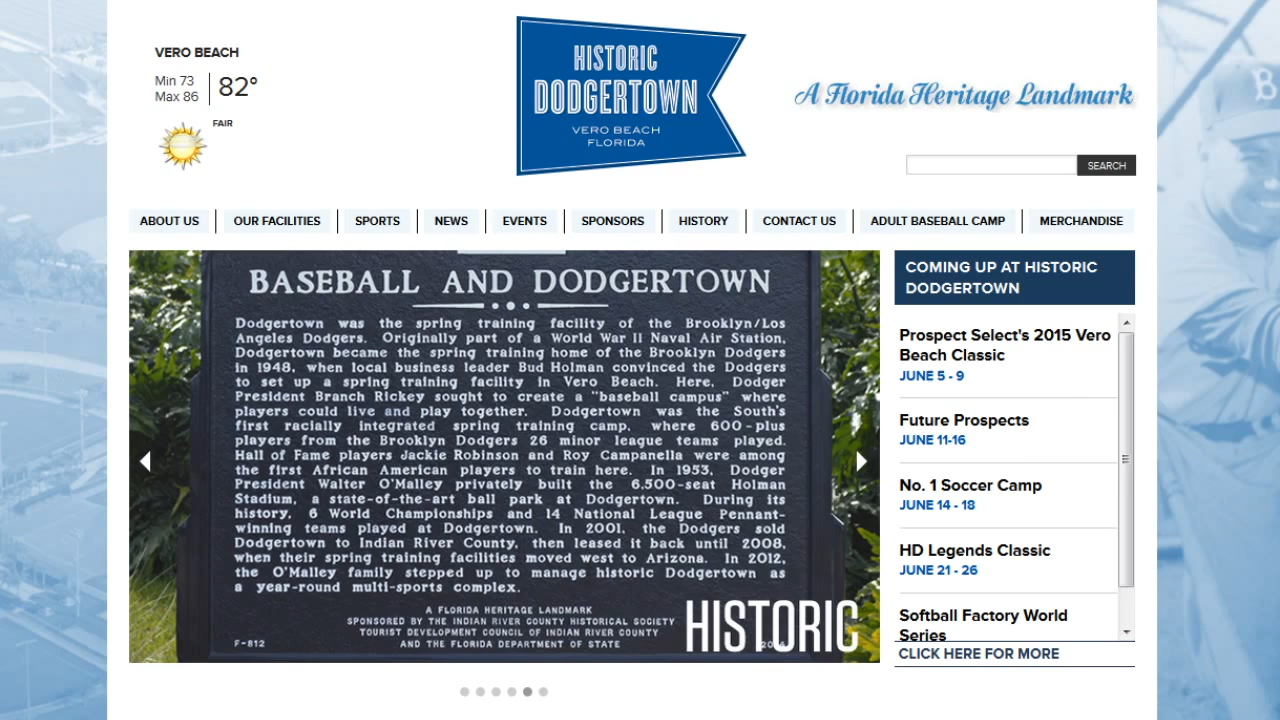 VERO BEACH
Min 73
Max 86
82°
FAIR
HISTORIC
DODGERTOWN
VERO BEACH
FLORIDA
A Florida Heritage Landmark
SEARCH
ABOUT US
OUR FACILITIES
SPORTS
NEWS
EVENTS
SPONSORS
HISTORY
CONTACT US
ADULT BASEBALL CAMP
MERCHANDISE
BASEBALL AND DODGERTOWN
Dodgertown was the spring training facility of the Brooklyn/Los
Angeles Dodgers. Originally part of a World War II Naval Air Station,
Dodgertown became the spring training home of the Brooklyn Dodgers
in 1948, when local business leader Bud Holman convinced the Dodgers
to set up a spring training facility in Vero Beach. Here, Dodger
President Branch Rickey sought to create a "baseball campus" where
players could live and play together. Dodgertown was the South's
first racially integrated spring training camp, where 600-plus
players from the Brooklyn Dodgers 26 minor league teams played.
Hall of Fame players Jackie Robinson and Roy Campanella were among
the first African American players to train here. In 1953, Dodger
President Walter O'Malley privately built the 6,500-seat Holman
Stadium, a state-of-the-art ball park at Dodgertown. During its
history, 6 World Championships and 14 National League Pennant-
winning teams played at Dodgertown. In 2001, the Dodgers sold
Dodgertown to Indian River County, then leased it back until 2008,
when their spring training facilities moved west to Arizona. In 2012,
the O'Malley family stepped up to manage historic Dodgertown as
a year-round multi-sports complex.
A FLORIDA HERITAGE LANDMARK
SPONSORED BY THE INDIAN RIVER COUNTY HISTORICAL SOCIETY
TOURIST DEVELOPMENT COUNCIL OF INDIAN RIVER COUNTY
F-812
AND THE FLORIDA DEPARTMENT OF STATE
HISTORIC
COMING UP AT HISTORIC
DODGERTOWN
Prospect Select's 2015 Vero
Beach Classic
JUNE 5 - 9
Future Prospects
JUNE 11-16
No. 1 Soccer Camp
JUNE 14 - 18
HD Legends Classic
JUNE 21 - 26
Softball Factory World
Series
CLICK HERE FOR MORE
B